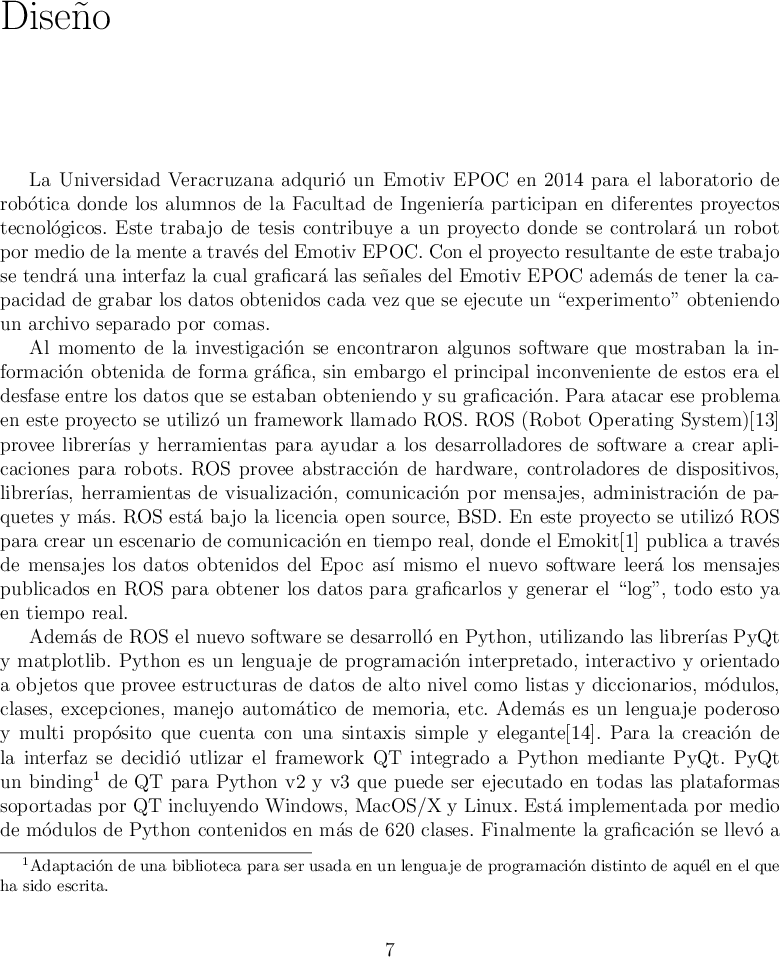 Diseño
La Universidad Veracruzana adqurió un Emotiv EPOC en 2014 para el laboratorio de
robótica donde los alumnos de la Facultad de Ingeniería participan en diferentes proyectos
tecnológicos. Este trabajo de tesis contribuye a un proyecto donde se controlará un robot
por medio de la mente a través del Emotiv EPOC. Con el proyecto resultante de este trabajo
se tendrá una interfaz la cual graficará las señales del Emotiv EPOC además de tener la ca-
pacidad de grabar los datos obtenidos cada vez que se ejecute un “experimento” obteniendo
un archivo separado por comas.
Al momento de la investigación se encontraron algunos software que mostraban la in-
formación obtenida de forma gráfica, sin embargo el principal inconveniente de estos era el
desfase entre los datos que se estaban obteniendo y su graficación. Para atacar ese problema
en este proyecto se utilizó un framework llamado ROS. ROS (Robot Operating System)[13]
provee librerías y herramientas para ayudar a los desarrolladores de software a crear apli-
caciones para robots. ROS provee abstracción de hardware, controladores de dispositivos,
librerías, herramientas de visualización, comunicación por mensajes, administración de pa-
quetes y más. ROS está bajo la licencia open source, BSD. En este proyecto se utilizó ROS
para crear un escenario de comunicación en tiempo real, donde el Emokit[1] publica a través
de mensajes los datos obtenidos del Epoc así mismo el nuevo software leerá los mensajes
publicados en ROS para obtener los datos para graficarlos y generar el “log”, todo esto ya
en tiempo real.
Además de ROS el nuevo software se desarrolló en Python, utilizando las librerías PyQt
y matplotlib. Python es un lenguaje de programación interpretado, interactivo y orientado
a objetos que provee estructuras de datos de alto nivel como listas y diccionarios, módulos,
clases, excepciones, manejo automático de memoria, etc. Además es un lenguaje poderoso
y multi propósito que cuenta con una sintaxis simple y elegante[14]. Para la creación de
la interfaz se decidió utlizar el framework QT integrado a Python mediante PyQt. PyQt
un binding¹ de QT para Python v2 y v3 que puede ser ejecutado en todas las plataformas
soportadas por QT incluyendo Windows, MacOS/X y Linux. Está implementada por medio
de módulos de Python contenidos en más de 620 clases. Finalmente la graficación se llevó a
¹Adaptación de una biblioteca para ser usada en un lenguaje de programación distinto de aquél en el que
ha sido escrita.
7